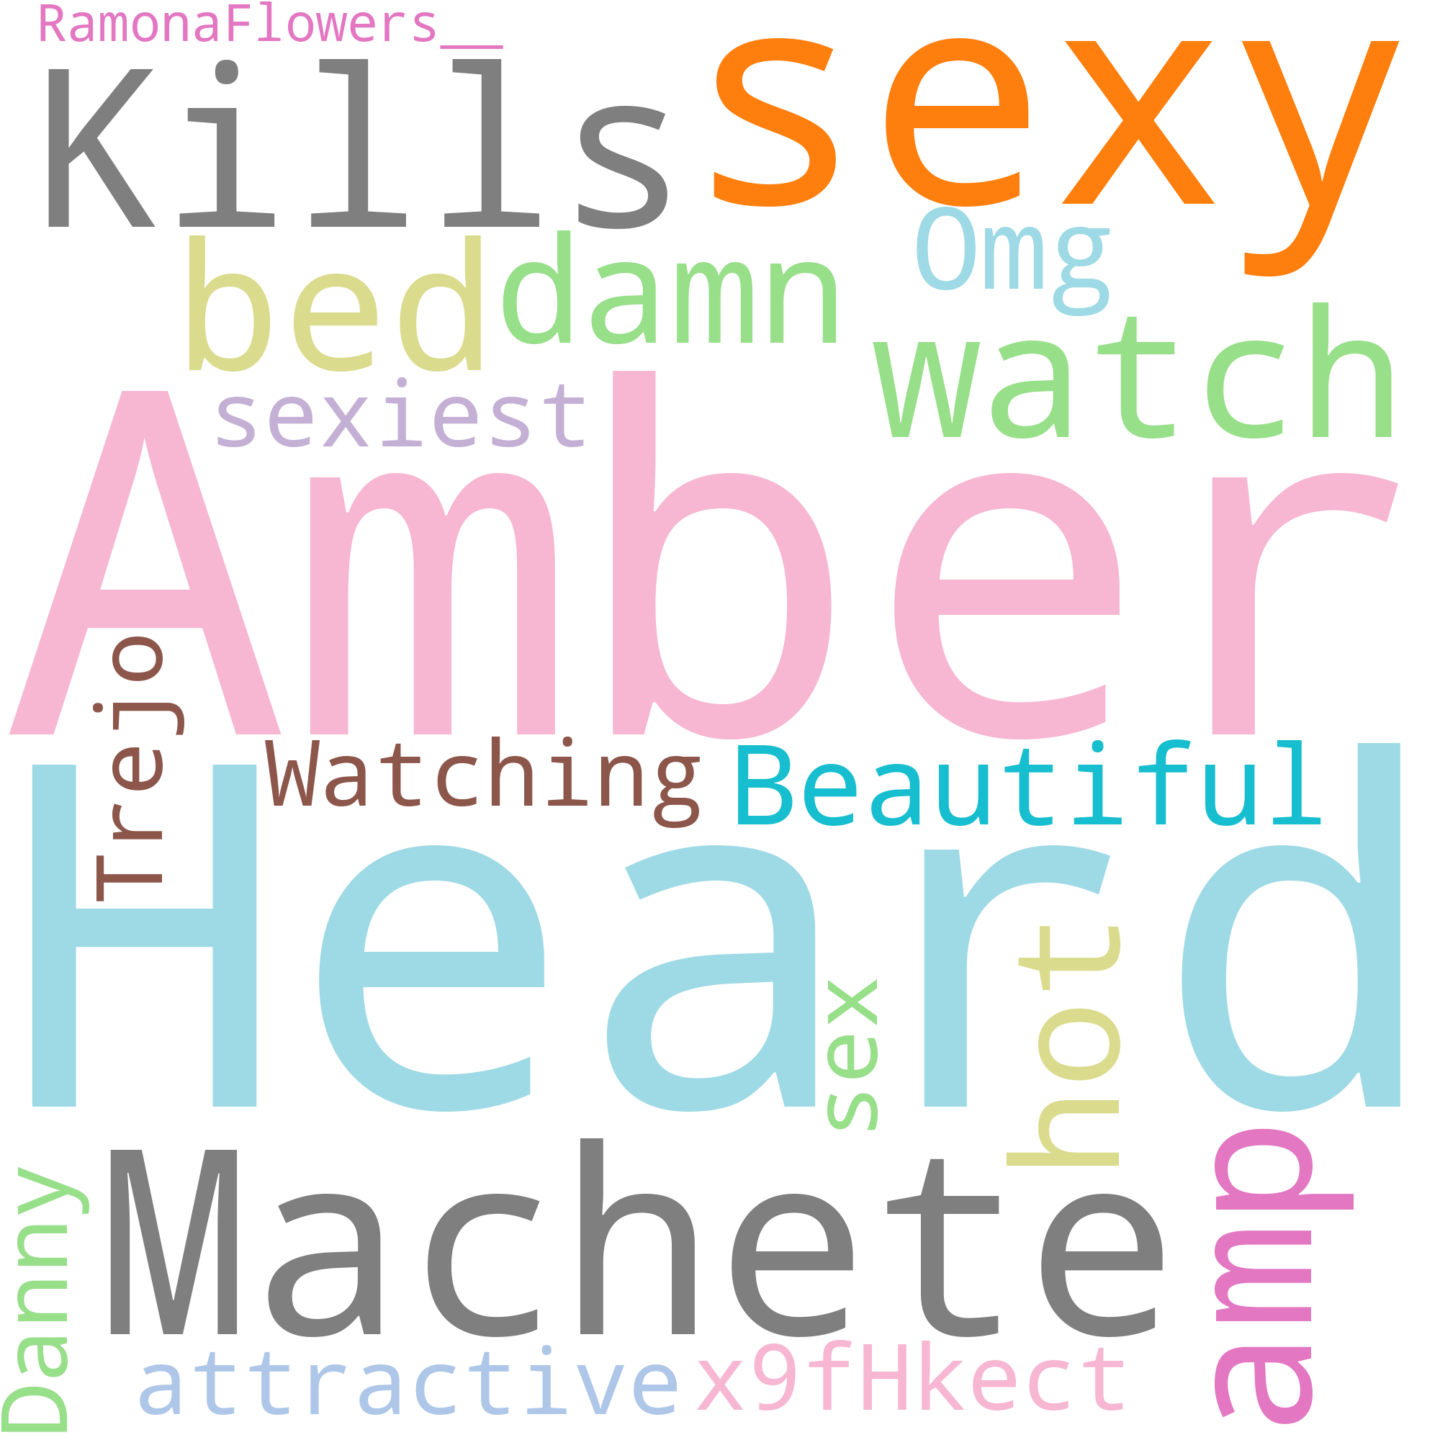 RamonaFlowers__
Kills
sexy
Omg
bed
damn
watch
sexiest
Amber
Trejo
Watching
Beautiful
Heard
hot
sex
Machete
amp
Danny
attractive
x9fHkect